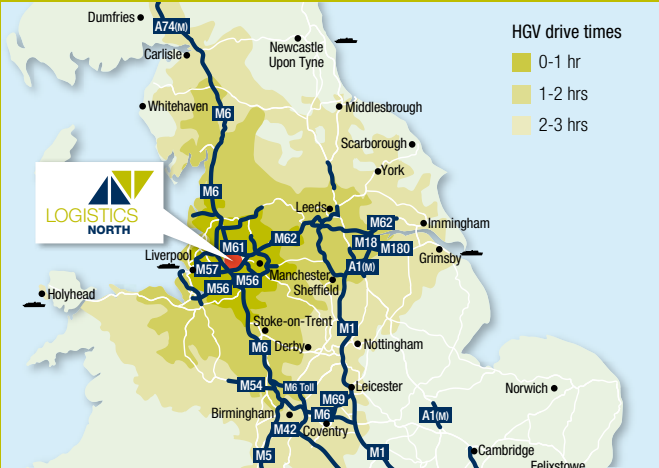 Dumfries
A74(M)
Carlisle
Newcastle
Upon Tyne
HGV drive times
0-1 hr
1-2 hrs
2-3 hrs
Whitehaven
M6
Middlesbrough
Scarborough
York
M6
LOGISTICS
NORTH
Leeds
M62
Immingham
M61
M62
M18
M180
Liverpool
Grimsby
M57
A1(M)
Manchester
M56
Sheffield
M56
Holyhead
Stoke-on-Trent
M1
M6
Derby
Nottingham
M54
M6 Toll
Leicester
Norwich
M69
Birmingham
M6
A1(M)
M42
Coventry
M5
M1
Cambridge
Felixstowe